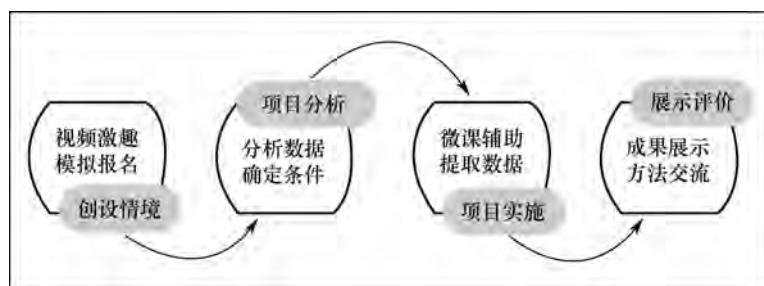 视频激趣
模拟报名
创设情境
项目分析
分析数据
确定条件
微课辅助
提取数据
项目实施
展示评价
成果展示
方法交流